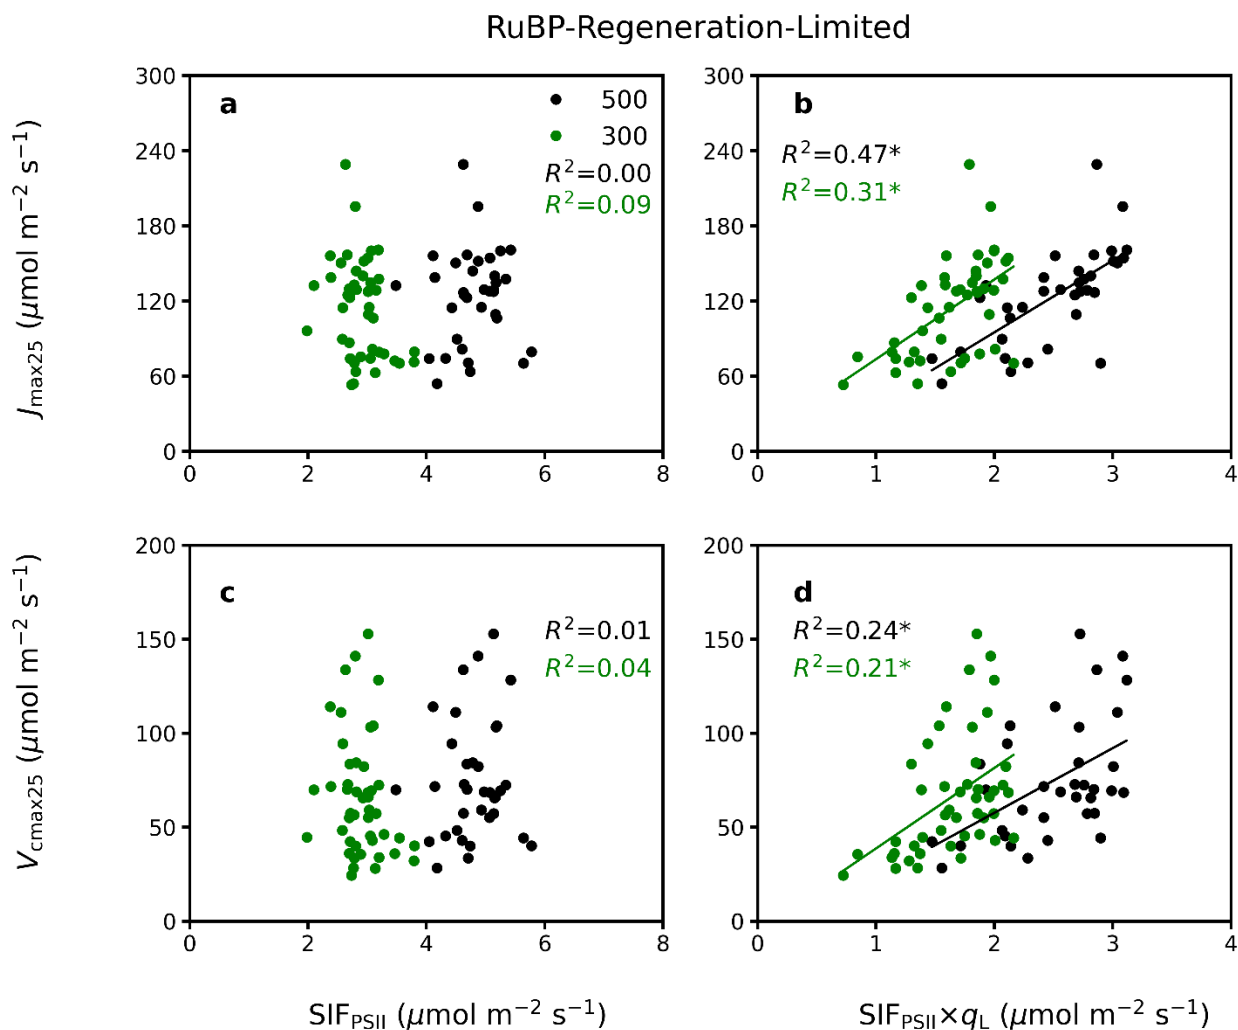 RuBP-Regeneration-Limited
J_max25 (μmol m⁻² s⁻¹)
300
240
180
120
60
0
a
500
300
R²=0.00
R²=0.09
0 2 4 6 8
300
240
180
120
60
0
b
R²=0.47*
R²=0.31*
0 1 2 3 4
V_cmax25 (μmol m⁻² s⁻¹)
200
150
100
50
0
c
R²=0.01
R²=0.04
0 2 4 6 8
SIF_PSII (μmol m⁻² s⁻¹)
200
150
100
50
0
d
R²=0.24*
R²=0.21*
0 1 2 3 4
SIF_PSII×q_L (μmol m⁻² s⁻¹)